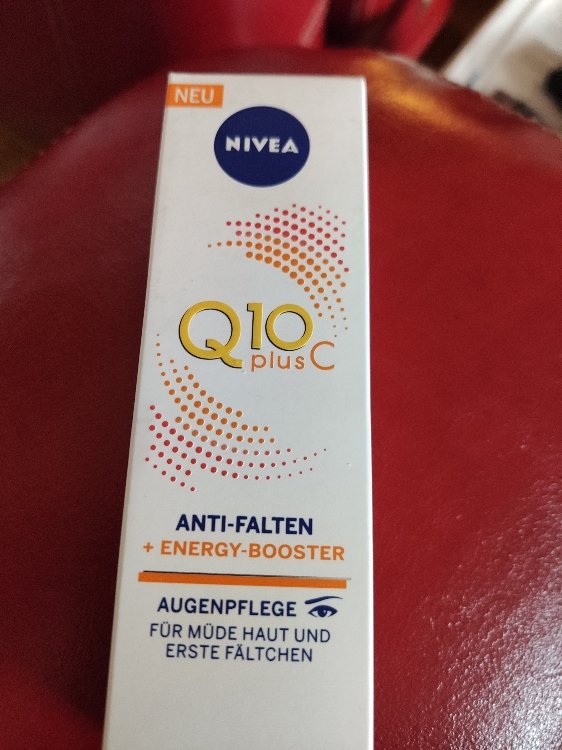 NEU
NIVEA
Q10
plus C
ANTI-FALTEN
+ ENERGY-BOOSTER
AUGENPFLEGE
FÜR MÜDE HAUT UND
ERSTE FÄLTCHEN